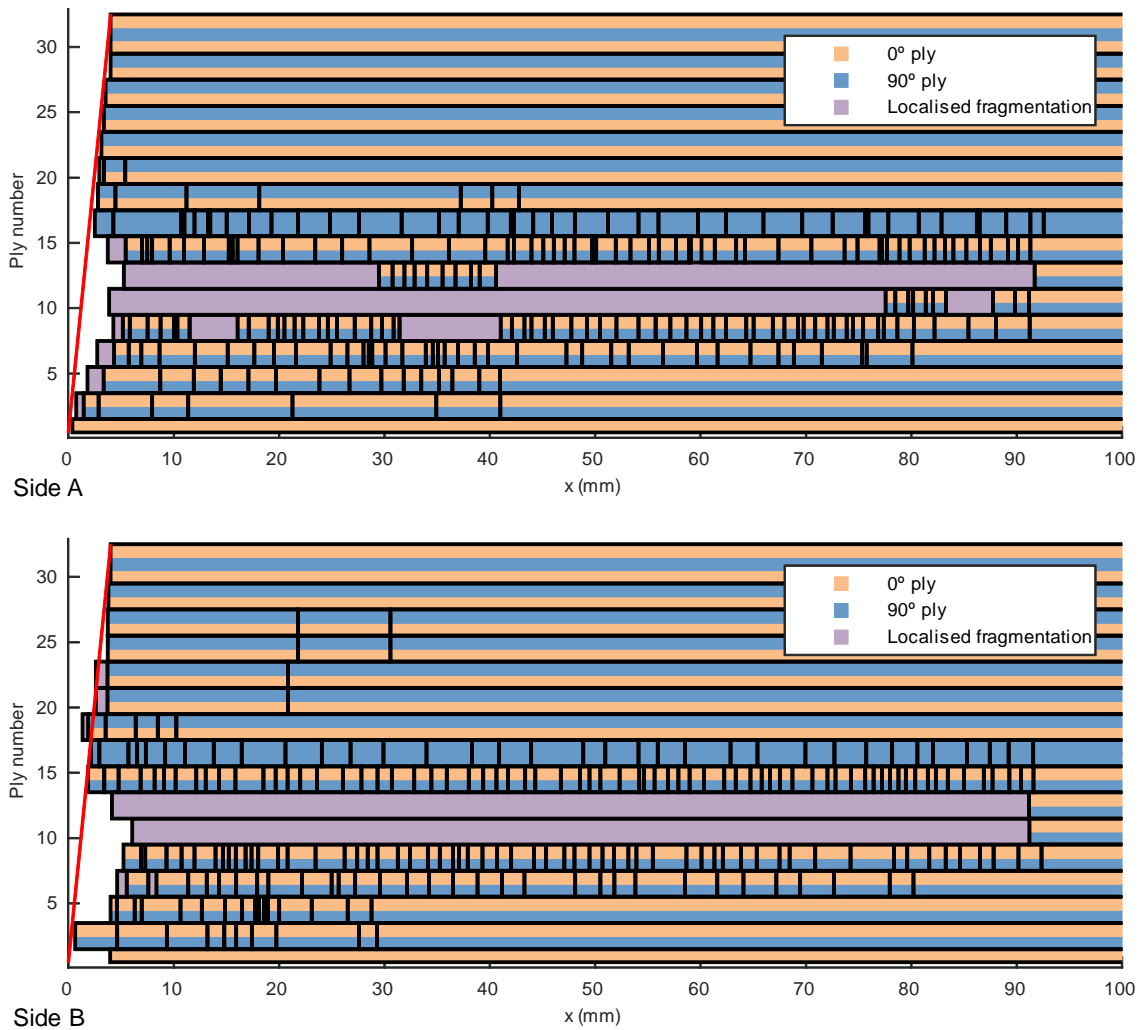 30
25
20
15
10
5
Ply number
0º ply
90º ply
Localised fragmentation
0 10 20 30 40 50 60 70 80 90 100
x (mm)
Side A
30
25
20
15
10
5
Ply number
0º ply
90º ply
Localised fragmentation
0 10 20 30 40 50 60 70 80 90 100
x (mm)
Side B